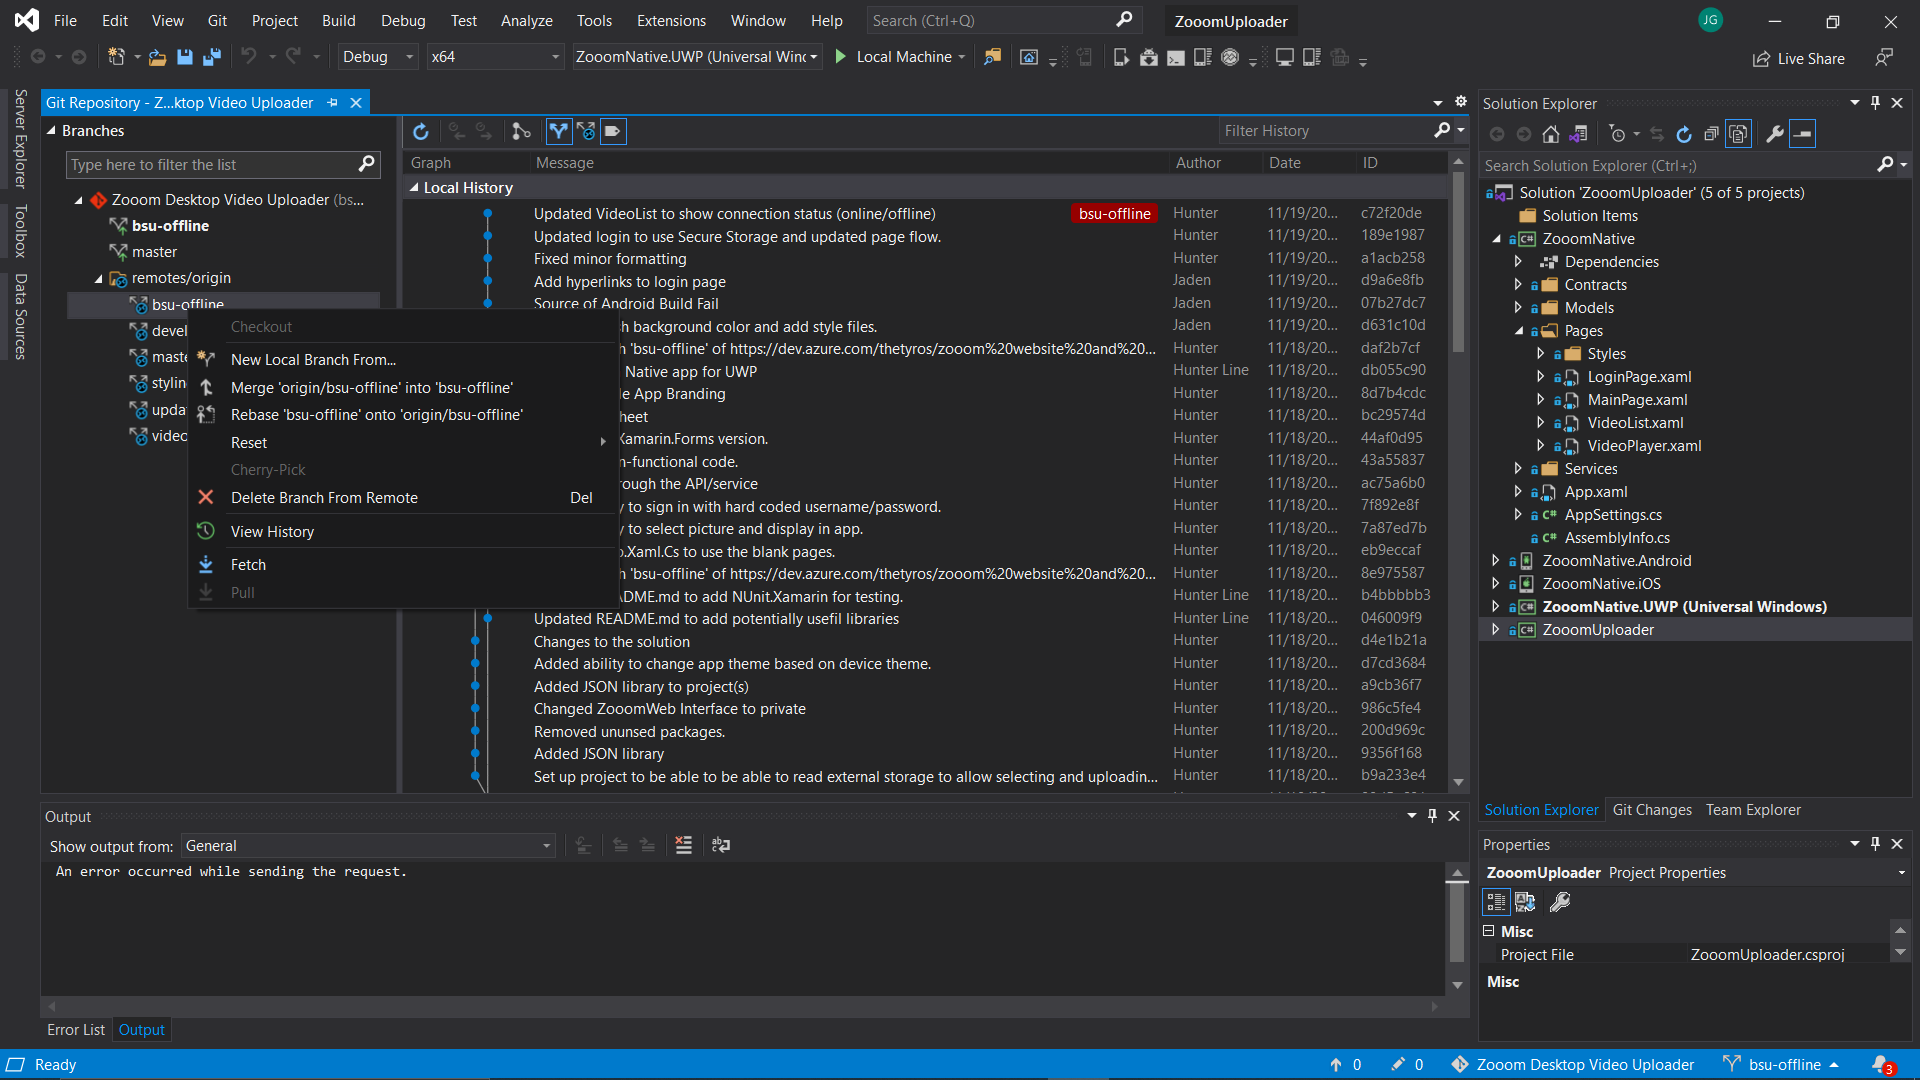 File Edit View Git Project Build Debug Test Analyze Tools Extensions Window Help Search (Ctrl+Q) ZooomUploader JG
Debug x64 ZooomNative.UWP (Universal Winc Local Machine Live Share
Server Explorer
Toolbox
Data Sources
Git Repository - Z...ktop Video Uploader
Branches
Type here to filter the list
Zooom Desktop Video Uploader (bs...
bsu-offline
master
remotes/origin
bsu-offline
devel
maste
stylin
updat
video
Checkout
New Local Branch From...
Merge 'origin/bsu-offline' into 'bsu-offline'
Rebase 'bsu-offline' onto 'origin/bsu-offline'
Reset
Cherry-Pick
Delete Branch From Remote Del
View History
Fetch
Pull
Filter History
Graph Message Author Date ID
Local History
Updated VideoList to show connection status (online/offline) bsu-offline Hunter 11/19/20... c72f20de
Updated login to use Secure Storage and updated page flow. Hunter 11/19/20... 189e1987
Fixed minor formatting Hunter 11/19/20... a1acb258
Add hyperlinks to login page Jaden 11/19/20... d9a6e8fb
Source of Android Build Fail Jaden 11/19/20... 07b27dc7
h background color and add style files. Jaden 11/19/20... d631c10d
h 'bsu-offline' of https://dev.azure.com/thetyros/zooom%20website%20and%20... Hunter 11/18/20... daf2b7cf
Native app for UWP Hunter Line 11/18/20... db055c90
le App Branding Hunter 11/18/20... 8d7b4cdc
heet Hunter 11/18/20... bc29574d
Xamarin.Forms version. Hunter 11/18/20... 44af0d95
n-functional code. Hunter 11/18/20... 43a55837
rough the API/service Hunter 11/18/20... ac75a6b0
y to sign in with hard coded username/password. Hunter 11/18/20... 7f892e8f
y to select picture and display in app. Hunter 11/18/20... 7a87ed7b
o.Xaml.Cs to use the blank pages. Hunter 11/18/20... eb9eccaf
h 'bsu-offline' of https://dev.azure.com/thetyros/zooom%20website%20and%20... Hunter 11/18/20... 8e975587
EADME.md to add NUnit.Xamarin for testing. Hunter Line 11/18/20... b4bbbbb3
Updated README.md to add potentially usefil libraries Hunter Line 11/18/20... 046009f9
Changes to the solution Hunter 11/18/20... d4e1b21a
Added ability to change app theme based on device theme. Hunter 11/18/20... d7cd3684
Added JSON library to project(s) Hunter 11/18/20... a9cb36f7
Changed ZooomWeb Interface to private Hunter 11/18/20... 986c5fe4
Removed ununsed packages. Hunter 11/18/20... 200d969c
Added JSON library Hunter 11/18/20... 9356f168
Set up project to be able to be able to read external storage to allow selecting and uploadin... Hunter 11/18/20... b9a233e4
Output
Show output from: General
An error occurred while sending the request.
Error List Output
Solution Explorer
Search Solution Explorer (Ctrl+;)
Solution 'ZooomUploader' (5 of 5 projects)
Solution Items
ZooomNative
Dependencies
Contracts
Models
Pages
Styles
LoginPage.xaml
MainPage.xaml
VideoList.xaml
VideoPlayer.xaml
Services
App.xaml
AppSettings.cs
AssemblyInfo.cs
ZooomNative.Android
ZooomNative.iOS
ZooomNative.UWP (Universal Windows)
ZooomUploader
Solution Explorer Git Changes Team Explorer
Properties
ZooomUploader Project Properties
Misc
Project File ZooomUploader.csproj
Misc
Ready 0 0 Zooom Desktop Video Uploader bsu-offline 3